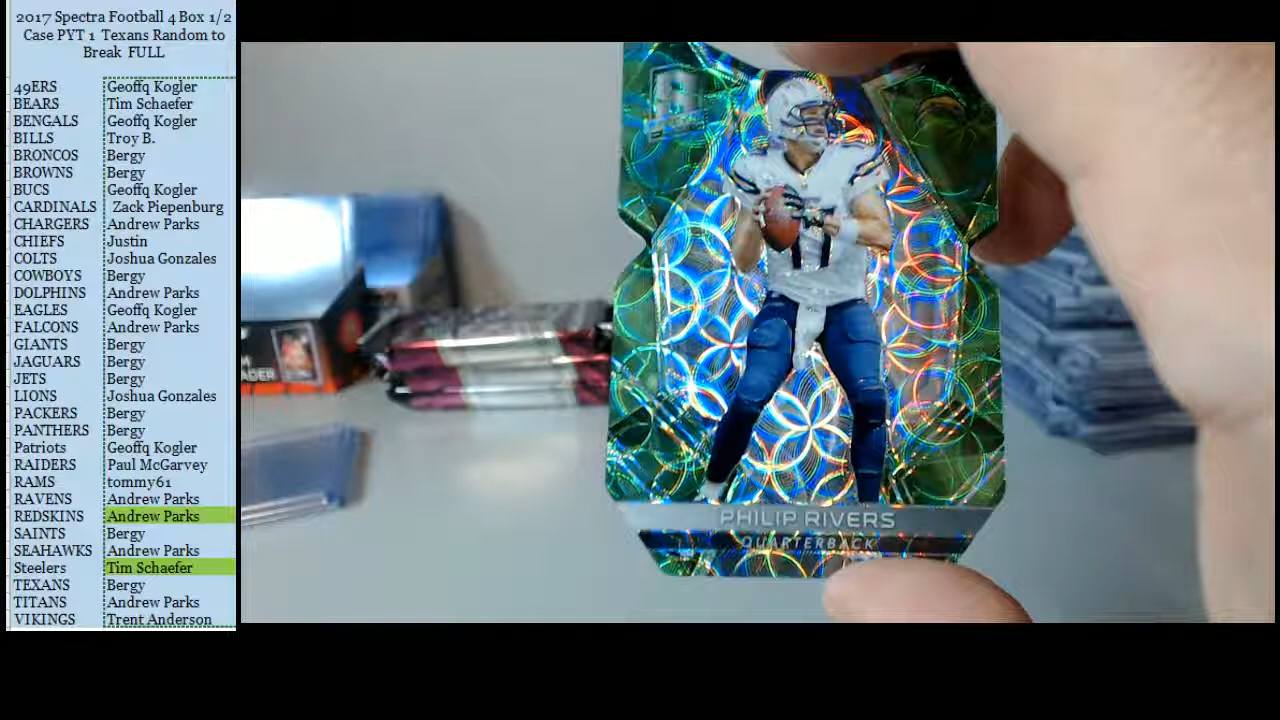 2017 Spectra Football 4 Box 1/2
Case PYT 1 Texans Random to
Break FULL
49ERS Geoffq Kogler
BEARS Tim Schaefer
BENGALS Geoffq Kogler
BILLS Troy B.
BRONCOS Bergy
BROWNS Bergy
BUCS Geoffq Kogler
CARDINALS Zack Piepenburg
CHARGERS Andrew Parks
CHIEFS Justin
COLTS Joshua Gonzales
COWBOYS Bergy
DOLPHINS Andrew Parks
EAGLES Geoffq Kogler
FALCONS Andrew Parks
GIANTS Bergy
JAGUARS Bergy
JETS Bergy
LIONS Joshua Gonzales
PACKERS Bergy
PANTHERS Bergy
Patriots Geoffq Kogler
RAIDERS Paul McGarvey
RAMS tommy61
RAVENS Andrew Parks
REDSKINS Andrew Parks
SAINTS Bergy
SEAHAWKS Andrew Parks
Steelers Tim Schaefer
TEXANS Bergy
TITANS Andrew Parks
VIKINGS Trent Anderson
PHILIP RIVERS
QUARTERBACK